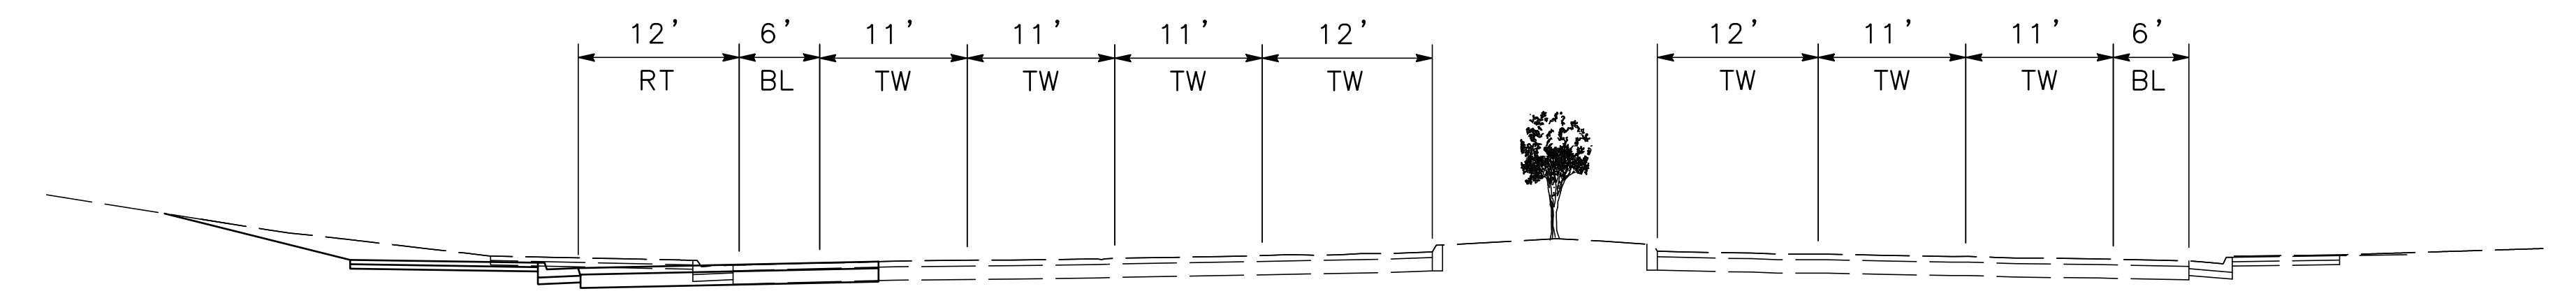 12' 6' 11' 11' 11' 12' 12' 11' 11' 6'
RT BL TW TW TW TW TW TW TW BL